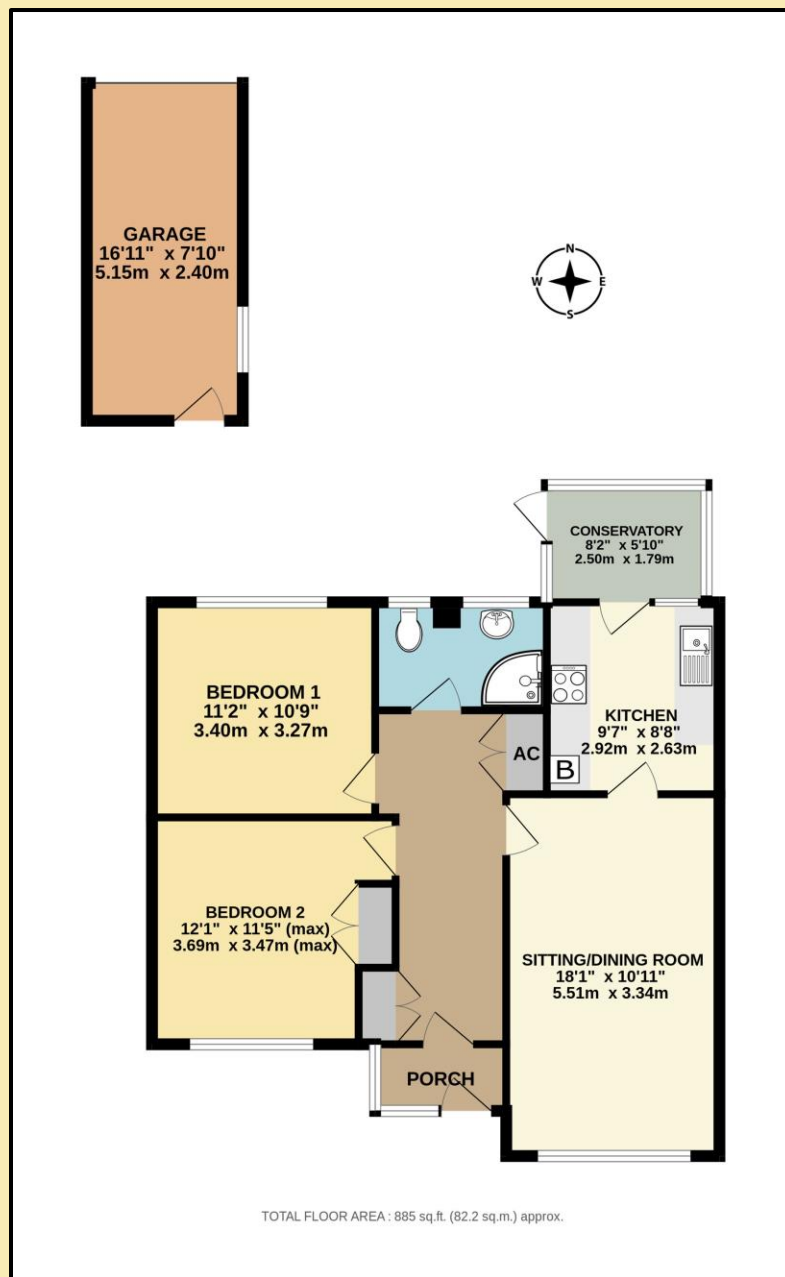 GARAGE
16'11" x 7'10"
5.15m x 2.40m
N
W E
S
CONSERVATORY
8'2" x 5'10"
2.50m x 1.79m
BEDROOM 1
11'2" x 10'9"
3.40m x 3.27m
KITCHEN
9'7" x 8'8"
2.92m x 2.63m
AC
B
BEDROOM 2
12'1" x 11'5" (max)
3.69m x 3.47m (max)
SITTING/DINING ROOM
18'1" x 10'11"
5.51m x 3.34m
PORCH
TOTAL FLOOR AREA : 885 sq.ft. (82.2 sq.m.) approx.